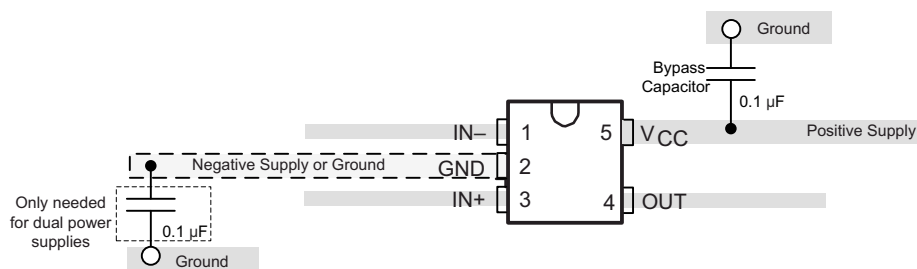 Ground
Bypass
Capacitor
0.1 µF
IN–
1
5
VCC
Positive Supply
Negative Supply or Ground
GND
2
IN+
3
4
OUT
Only needed
for dual power
supplies
0.1 µF
Ground